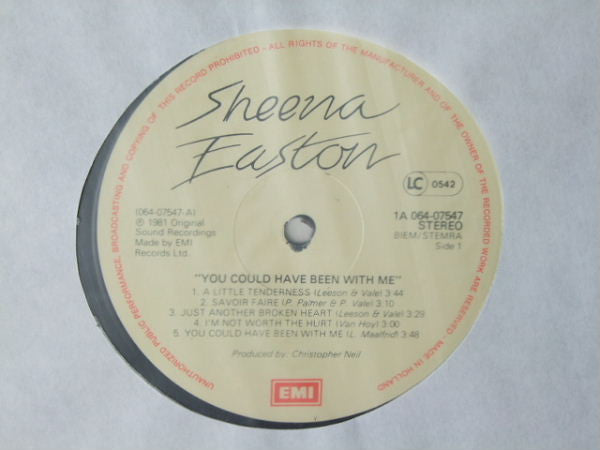 UNAUTHORIZED PUBLIC PERFORMANCE, BROADCASTING AND COPYING OF THIS RECORD PROHIBITED - ALL RIGHTS OF THE MANUFACTURER AND OF THE OWNER OF THE RECORDED WORK ARE RESERVED MADE IN HOLLAND
Sheena
Easton
LC 0542
(064-07547-A)
℗ 1981 Original
Sound Recordings
Made by EMI
Records Ltd.
1A 064-07547
STEREO
BIEM/STEMRA
Side 1
"YOU COULD HAVE BEEN WITH ME"
1. A LITTLE TENDERNESS (Leeson & Vale) 3:44
2. SAVOIR FAIRE (P. Palmer & P. Vale) 3:10
3. JUST ANOTHER BROKEN HEART (Leeson & Vale) 3:29
4. I'M NOT WORTH THE HURT (Van Hoy) 3:00
5. YOU COULD HAVE BEEN WITH ME (L. Maalfrid) 3:48
Produced by: Christopher Neil
EMI